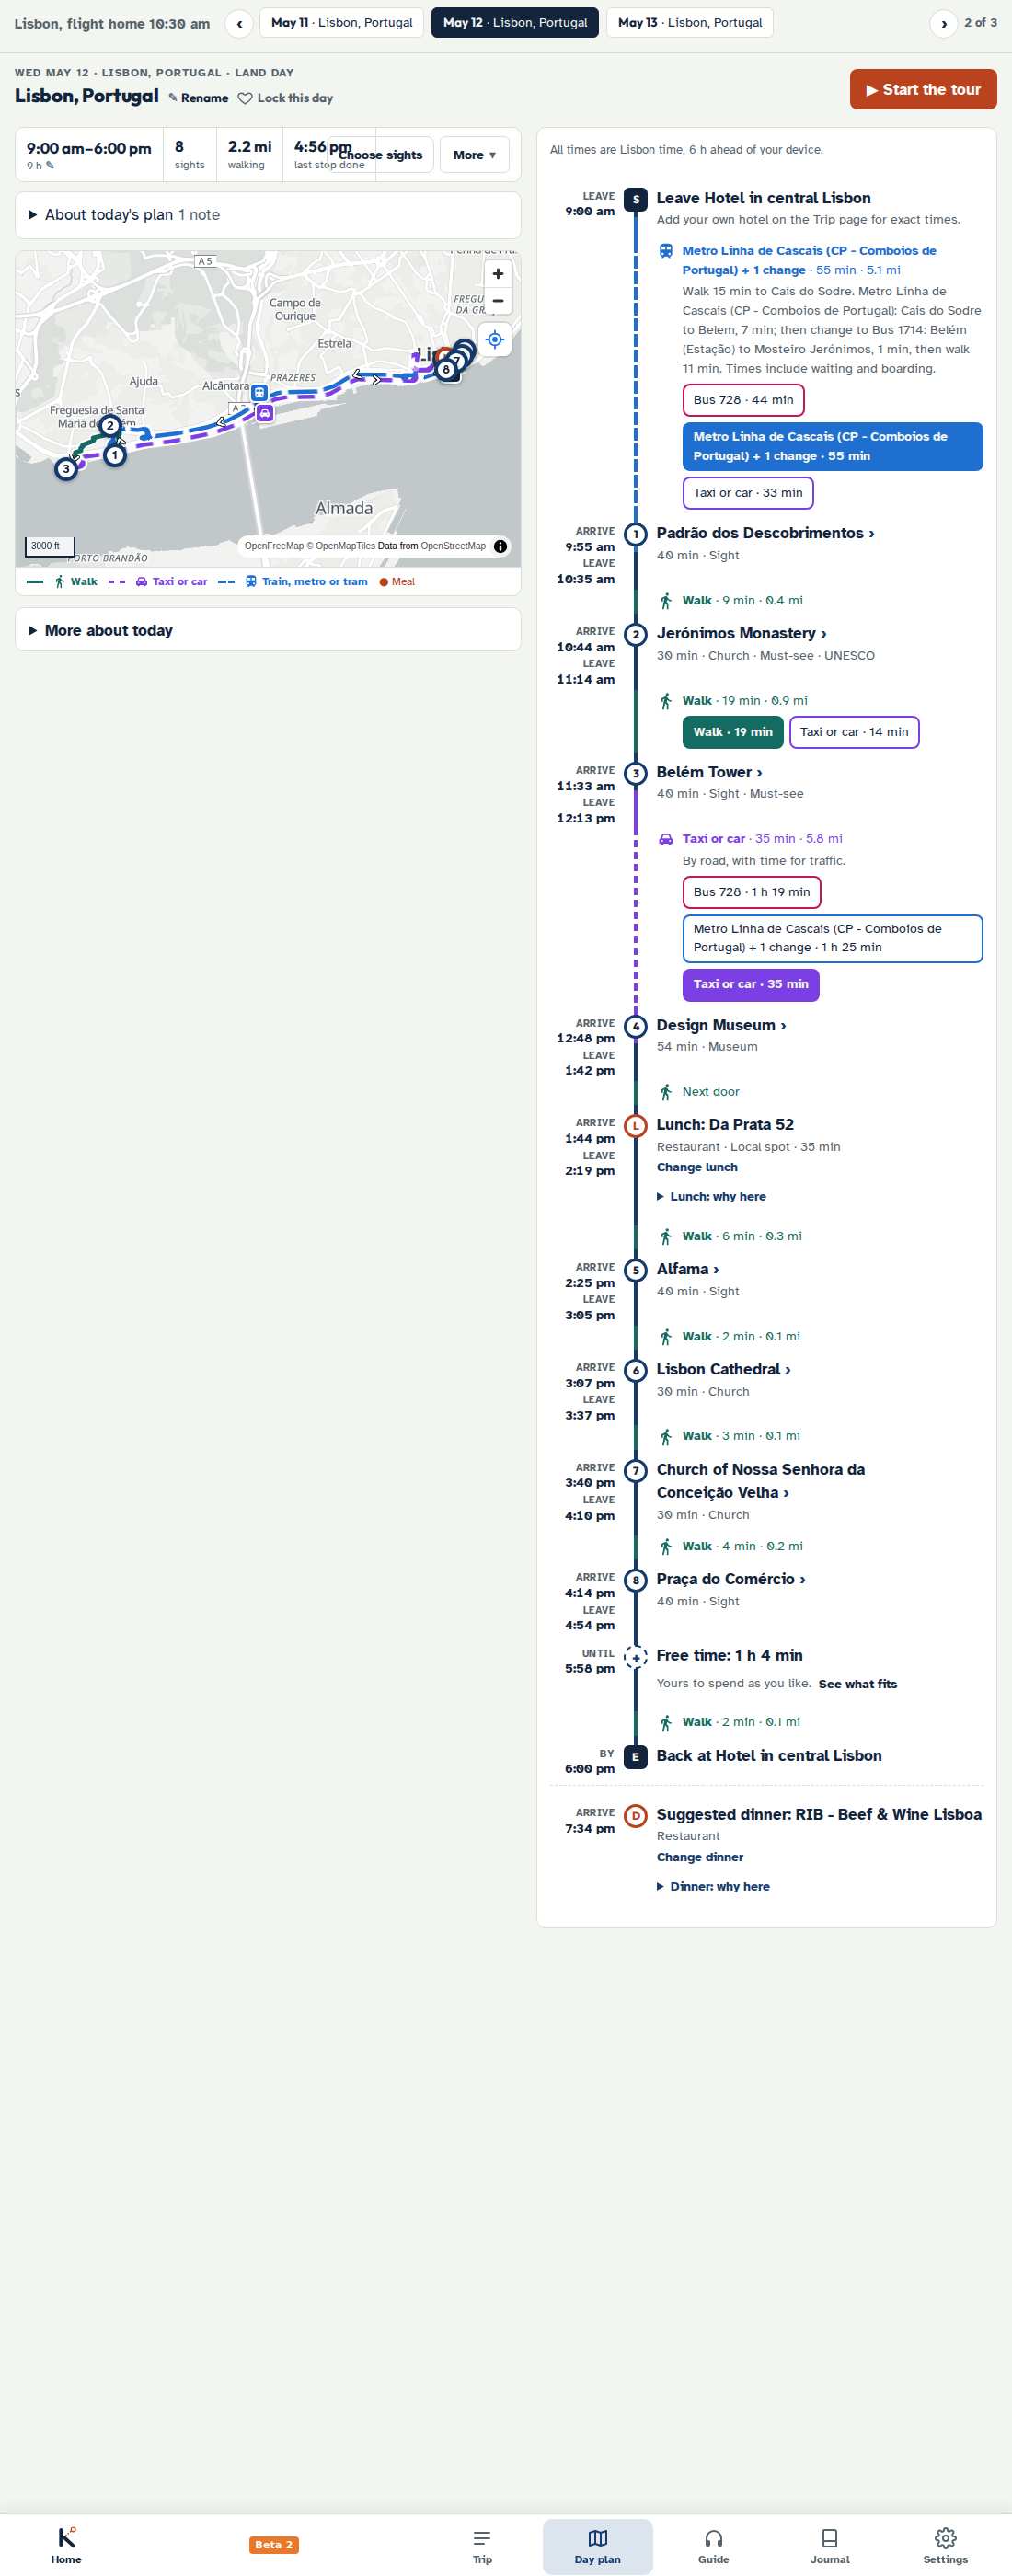 Lisbon, flight home 10:30 am
‹
May 11 · Lisbon, Portugal
May 12 · Lisbon, Portugal
May 13 · Lisbon, Portugal
›
2 of 3
WED MAY 12 · LISBON, PORTUGAL · LAND DAY
Lisbon, Portugal
✎ Rename
Lock this day
▶ Start the tour
9:00 am–6:00 pm
9 h ✎
8
sights
2.2 mi
walking
4:56 pm
last stop done
Choose sights
More ▾
▶ About today's plan 1 note
A 5
Campo de
Ourique
FREGU
DA GR
Estrela
PRAZERES
Ajuda
Alcântara
Freguesia de Santa
Maria de
Lis
7
8
2
1
3
Almada
+
−
3000 ft
PORTO BRANDÃO
OpenFreeMap © OpenMapTiles Data from OpenStreetMap
Walk
Taxi or car
Train, metro or tram
Meal
▶ More about today
All times are Lisbon time, 6 h ahead of your device.
LEAVE
9:00 am
S
Leave Hotel in central Lisbon
Add your own hotel on the Trip page for exact times.
Metro Linha de Cascais (CP - Comboios de
Portugal) + 1 change · 55 min · 5.1 mi
Walk 15 min to Cais do Sodre. Metro Linha de
Cascais (CP - Comboios de Portugal): Cais do Sodre
to Belem, 7 min; then change to Bus 1714: Belém
(Estação) to Mosteiro Jerónimos, 1 min, then walk
11 min. Times include waiting and boarding.
Bus 728 · 44 min
Metro Linha de Cascais (CP - Comboios de
Portugal) + 1 change · 55 min
Taxi or car · 33 min
ARRIVE
9:55 am
LEAVE
10:35 am
1
Padrão dos Descobrimentos ›
40 min · Sight
Walk · 9 min · 0.4 mi
ARRIVE
10:44 am
LEAVE
11:14 am
2
Jerónimos Monastery ›
30 min · Church · Must-see · UNESCO
Walk · 19 min · 0.9 mi
Walk · 19 min
Taxi or car · 14 min
ARRIVE
11:33 am
LEAVE
12:13 pm
3
Belém Tower ›
40 min · Sight · Must-see
Taxi or car · 35 min · 5.8 mi
By road, with time for traffic.
Bus 728 · 1 h 19 min
Metro Linha de Cascais (CP - Comboios de
Portugal) + 1 change · 1 h 25 min
Taxi or car · 35 min
ARRIVE
12:48 pm
LEAVE
1:42 pm
4
Design Museum ›
54 min · Museum
Next door
ARRIVE
1:44 pm
LEAVE
2:19 pm
L
Lunch: Da Prata 52
Restaurant · Local spot · 35 min
Change lunch
▶ Lunch: why here
Walk · 6 min · 0.3 mi
ARRIVE
2:25 pm
LEAVE
3:05 pm
5
Alfama ›
40 min · Sight
Walk · 2 min · 0.1 mi
ARRIVE
3:07 pm
LEAVE
3:37 pm
6
Lisbon Cathedral ›
30 min · Church
Walk · 3 min · 0.1 mi
ARRIVE
3:40 pm
LEAVE
4:10 pm
7
Church of Nossa Senhora da
Conceição Velha ›
30 min · Church
Walk · 4 min · 0.2 mi
ARRIVE
4:14 pm
LEAVE
4:54 pm
8
Praça do Comércio ›
40 min · Sight
UNTIL
5:58 pm
+
Free time: 1 h 4 min
Yours to spend as you like. See what fits
Walk · 2 min · 0.1 mi
BY
6:00 pm
E
Back at Hotel in central Lisbon
ARRIVE
7:34 pm
D
Suggested dinner: RIB - Beef & Wine Lisboa
Restaurant
Change dinner
▶ Dinner: why here
Home
Beta 2
Trip
Day plan
Guide
Journal
Settings